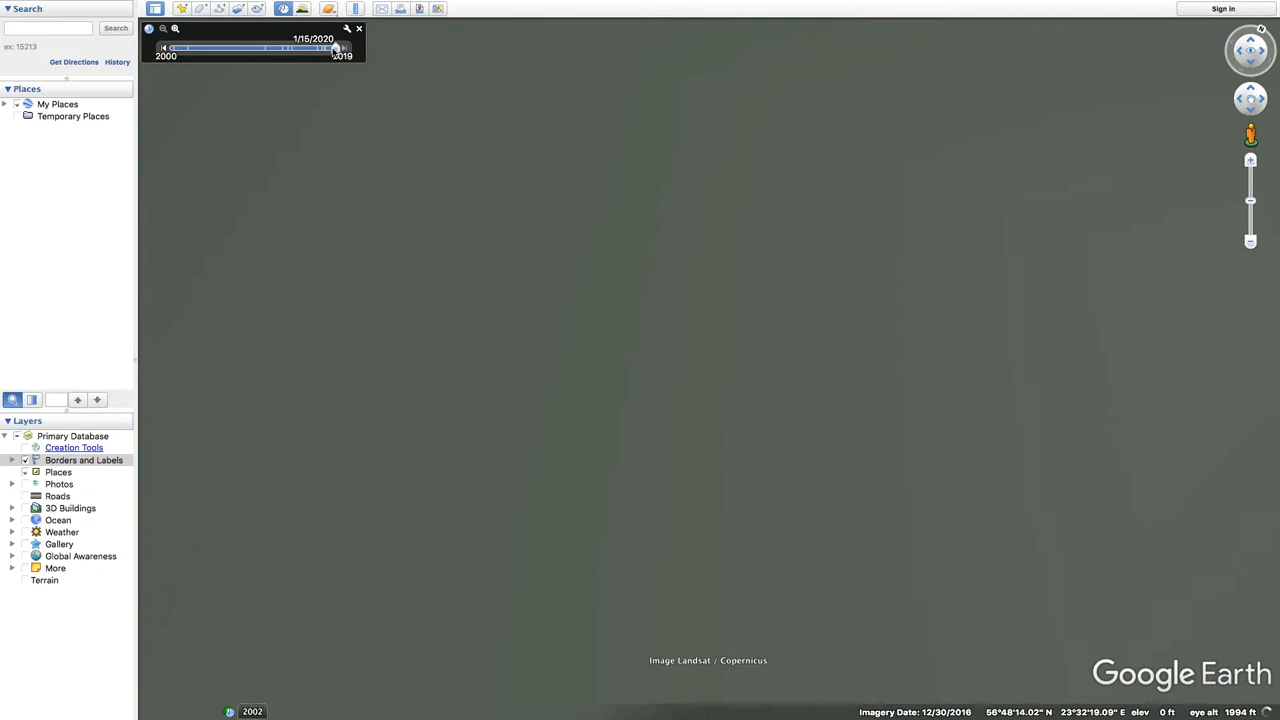 Search
Sign in
Search
ex: 15213
Get Directions History
1/15/2020
2000 2019
Places
My Places
Temporary Places
Layers
Primary Database
Creation Tools
Borders and Labels
Places
Photos
Roads
3D Buildings
Ocean
Weather
Gallery
Global Awareness
More
Terrain
N
Image Landsat / Copernicus
Google Earth
2002
Imagery Date: 12/30/2016 56°48'14.02" N 23°32'19.09" E elev 0 ft eye alt 1994 ft